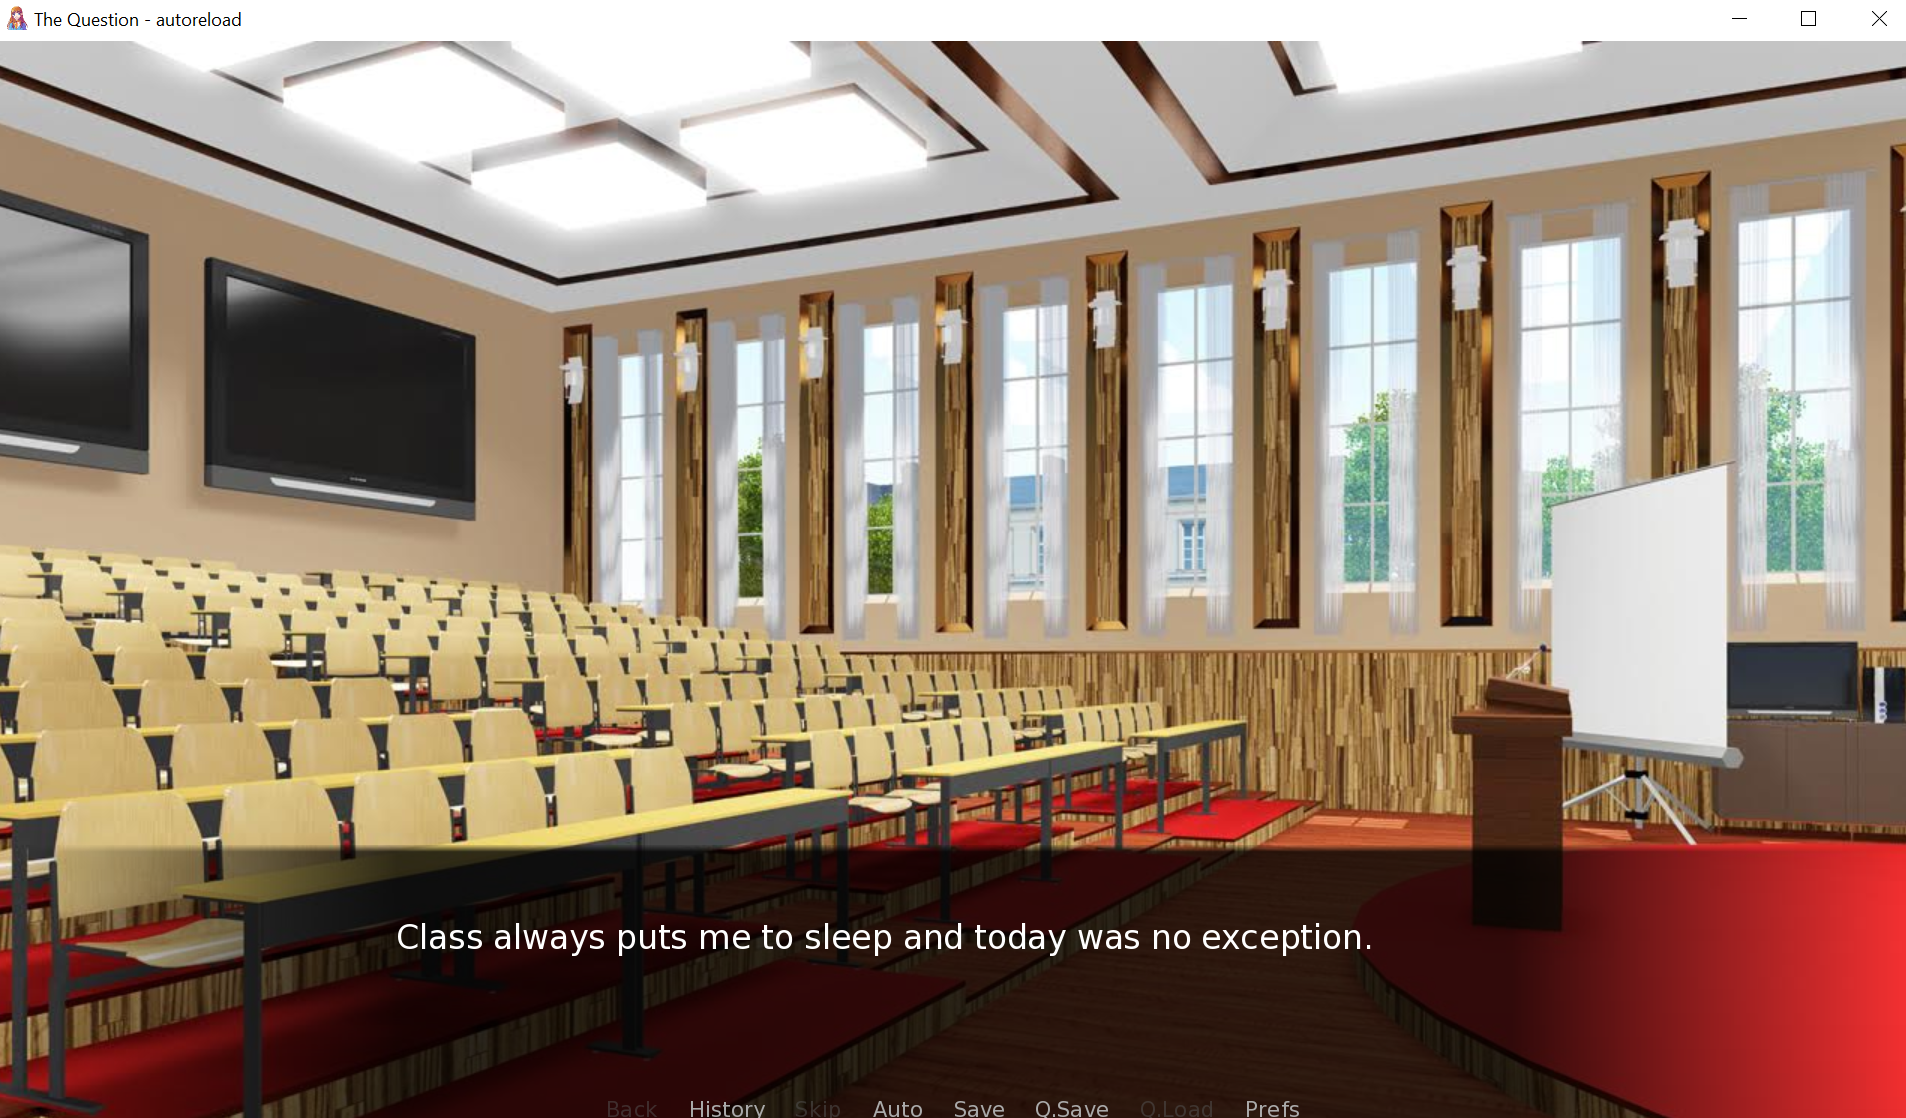 The Question - autoreload
Class always puts me to sleep and today was no exception.
Back History Skip Auto Save Q.Save Q.Load Prefs